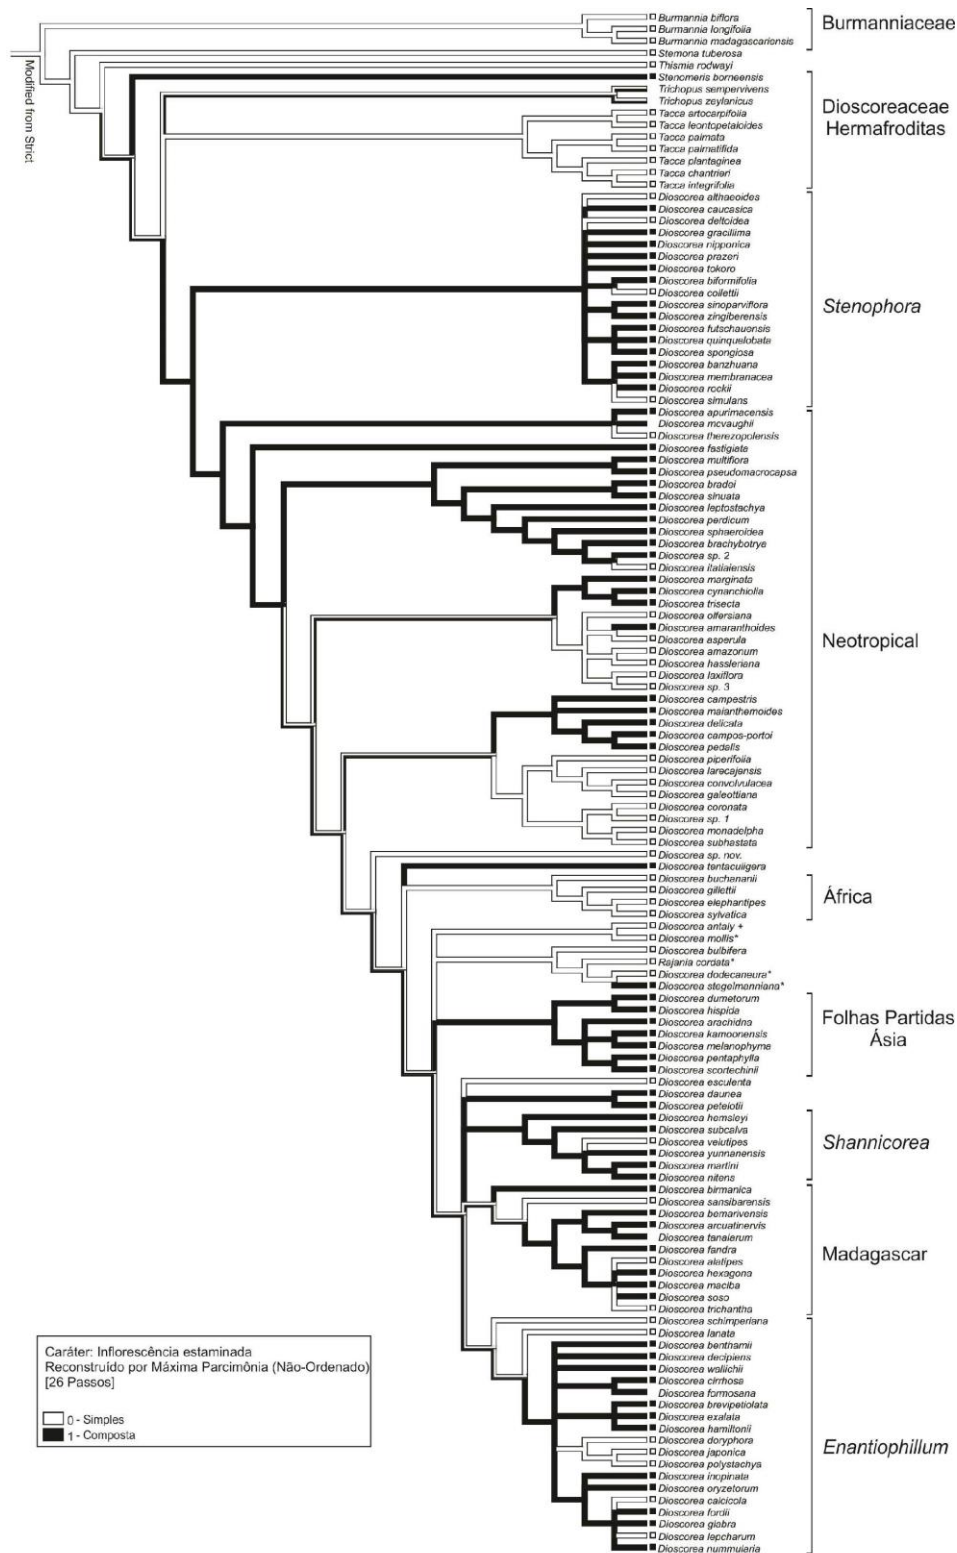 Burmannia biflora
Burmannia longifolia
Burmannia madagascariensis
Burmanniaceae
Stemona tuberosa
Thismia rodwayi
Modified from Strict
Stenomeris borneensis
Trichopus sempervivens
Trichopus zeylanicus
Tacca artocarpifolia
Tacca leontopetaloides
Tacca palmata
Tacca palmatifida
Tacca plantaginea
Tacca chantrieri
Tacca integrifolia
Dioscoreaceae
Hermafroditas
Dioscorea althaeoides
Dioscorea caucasica
Dioscorea deltoidea
Dioscorea gracillima
Dioscorea nipponica
Dioscorea prazeri
Dioscorea tokoro
Dioscorea biformifolia
Dioscorea collettii
Dioscorea sinoparviflora
Dioscorea zingiberensis
Dioscorea futschauensis
Dioscorea quinquelobata
Dioscorea spongiosa
Dioscorea banzhuana
Dioscorea membranacea
Dioscorea rockii
Dioscorea simulans
Stenophora
Dioscorea apurimacensis
Dioscorea mcvaughii
Dioscorea therezopolensis
Dioscorea fastigiata
Dioscorea multiflora
Dioscorea pseudomacrocapsa
Dioscorea bradei
Dioscorea sinuata
Dioscorea leptostachya
Dioscorea perdicum
Dioscorea sphaeroidea
Dioscorea brachybotrya
Dioscorea sp. 2
Dioscorea itatiaiensis
Dioscorea marginata
Dioscorea cynanchiolia
Dioscorea trisecta
Dioscorea olfersiana
Dioscorea amaranthoides
Dioscorea asperula
Dioscorea amazonum
Dioscorea hassleriana
Dioscorea laxiflora
Dioscorea sp. 3
Dioscorea campestris
Dioscorea maianthemoides
Dioscorea delicata
Dioscorea campos-portoi
Dioscorea pedalis
Dioscorea piperifolia
Dioscorea larecajensis
Dioscorea convolvulacea
Dioscorea galeottiana
Dioscorea coronata
Dioscorea sp. 1
Dioscorea monadelpha
Dioscorea subhastata
Neotropical
Dioscorea sp. nov.
Dioscorea tentaculigera
Dioscorea buchananii
Dioscorea gillettii
Dioscorea elephantipes
Dioscorea sylvatica
África
Dioscorea antaly +
Dioscorea mollis*
Dioscorea bulbifera
Rajania cordata*
Dioscorea dodecaneura*
Dioscorea stegelmanniana*
Dioscorea dumetorum
Dioscorea hispida
Dioscorea arachidna
Dioscorea kamoonensis
Dioscorea melanophyma
Dioscorea pentaphylla
Dioscorea scortechinii
Folhas Partidas
Ásia
Dioscorea esculenta
Dioscorea daunea
Dioscorea petelotii
Dioscorea hemsleyi
Dioscorea subcalva
Dioscorea velutipes
Dioscorea yunnanensis
Dioscorea martini
Dioscorea nitens
Shannicorea
Dioscorea birmanica
Dioscorea sansibarensis
Dioscorea bemarivensis
Dioscorea arcuatinervis
Dioscorea tanalarum
Dioscorea fandra
Dioscorea alatipes
Dioscorea hexagona
Dioscorea maciba
Dioscorea soso
Dioscorea trichantha
Madagascar
Dioscorea schimperiana
Dioscorea lanata
Dioscorea benthamii
Dioscorea decipiens
Dioscorea wallichii
Dioscorea cirrhosa
Dioscorea formosana
Dioscorea brevipetiolata
Dioscorea exalata
Dioscorea hamiltonii
Dioscorea doryphora
Dioscorea japonica
Dioscorea polystachya
Dioscorea inopinata
Dioscorea oryzetorum
Dioscorea calcicola
Dioscorea fordii
Dioscorea glabra
Dioscorea lepcharum
Dioscorea nummularia
Enantiophillum
Caráter: Inflorescência estaminada
Reconstruído por Máxima Parcimônia (Não-Ordenado)
[26 Passos]
0 - Simples
1 - Composta